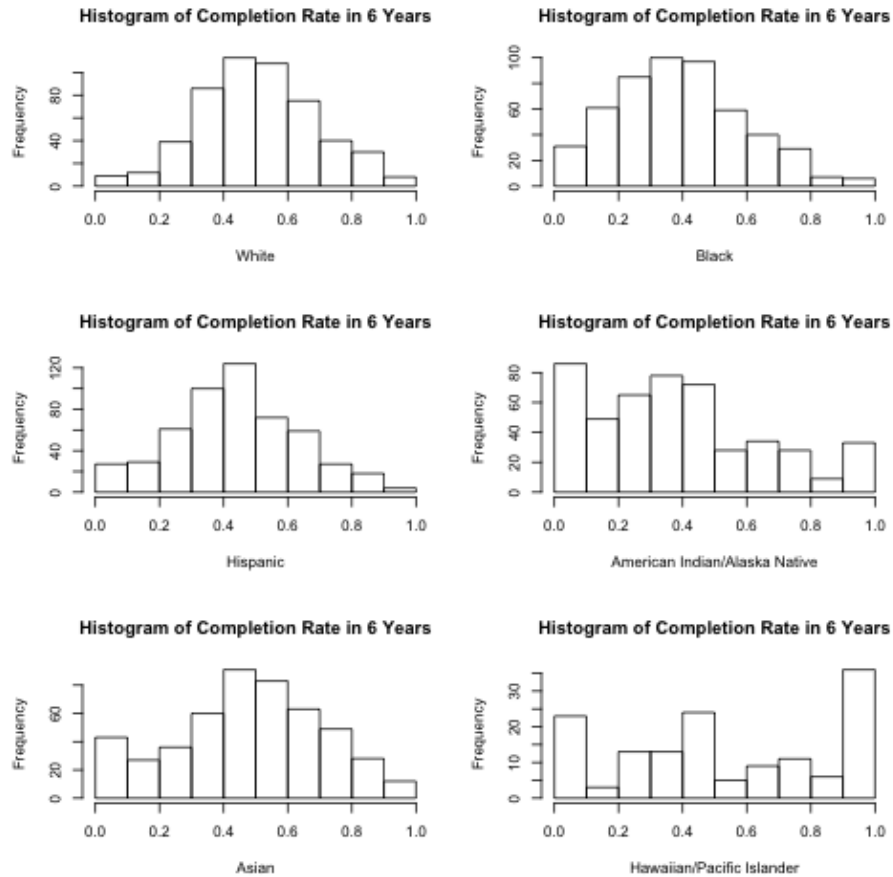 Histogram of Completion Rate in 6 Years
Frequency
0 40 80
0.0 0.2 0.4 0.6 0.8 1.0
White
Histogram of Completion Rate in 6 Years
Frequency
0 20 60 100
0.0 0.2 0.4 0.6 0.8 1.0
Black
Histogram of Completion Rate in 6 Years
Frequency
0 40 80 120
0.0 0.2 0.4 0.6 0.8 1.0
Hispanic
Histogram of Completion Rate in 6 Years
Frequency
0 20 40 60 80
0.0 0.2 0.4 0.6 0.8 1.0
American Indian/Alaska Native
Histogram of Completion Rate in 6 Years
Frequency
0 20 60
0.0 0.2 0.4 0.6 0.8 1.0
Asian
Histogram of Completion Rate in 6 Years
Frequency
0 10 20 30
0.0 0.2 0.4 0.6 0.8 1.0
Hawaiian/Pacific Islander